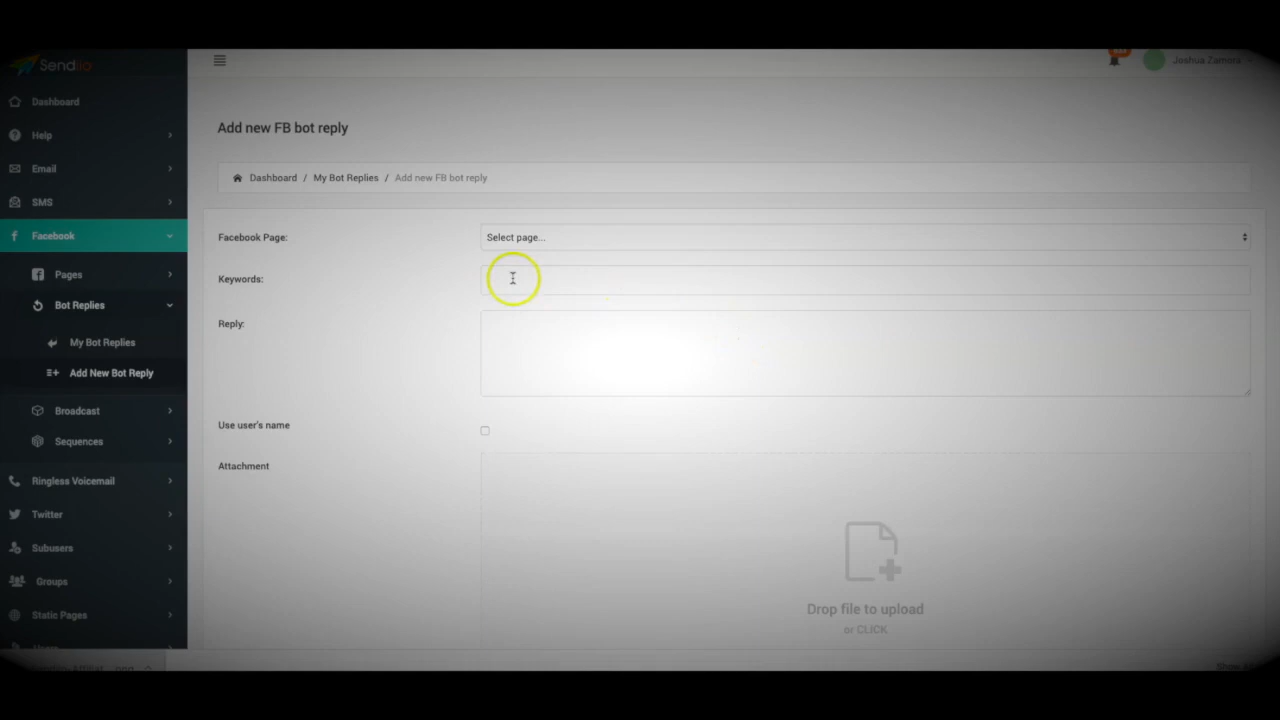 Sendiio
Joshua Zamora
Dashboard
Help
Email
SMS
Facebook
Pages
Bot Replies
My Bot Replies
Add New Bot Reply
Broadcast
Sequences
Ringless Voicemail
Twitter
Subusers
Groups
Static Pages
Add new FB bot reply
Dashboard / My Bot Replies / Add new FB bot reply
Facebook Page: Select page...
Keywords:
Reply:
Use user's name
Attachment
Drop file to upload
or CLICK